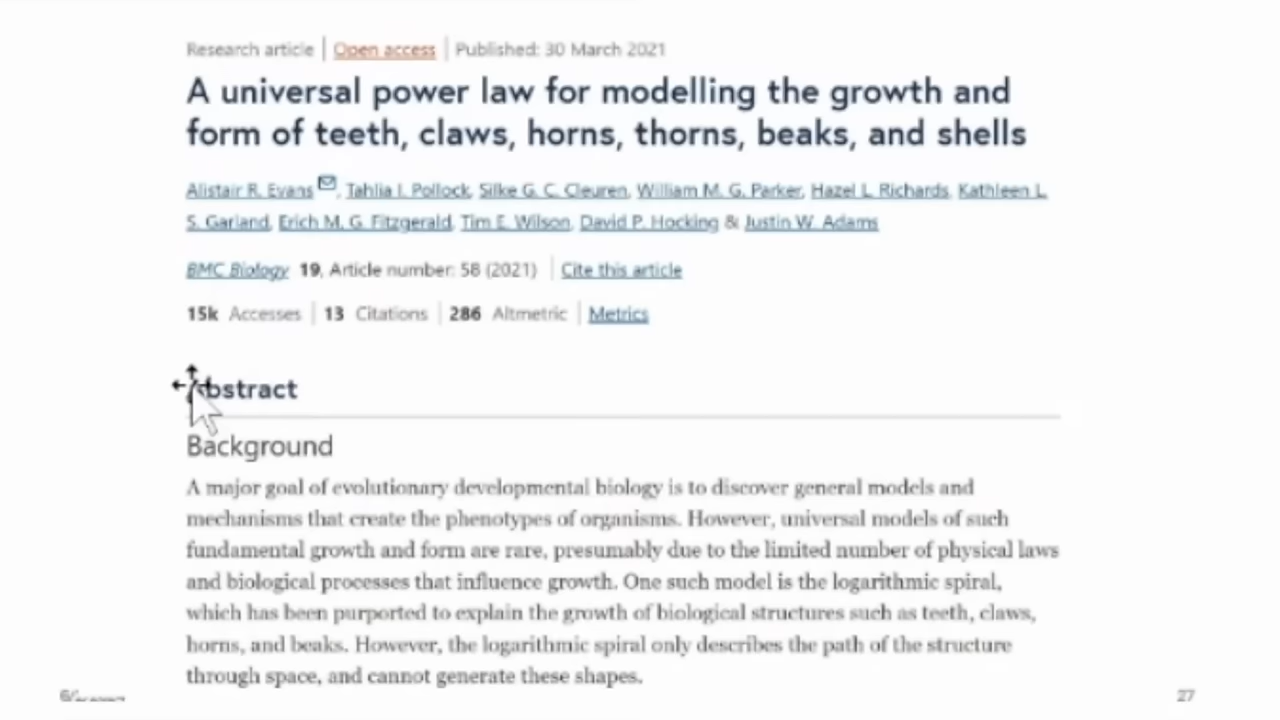 Research article | Open access | Published: 30 March 2021
A universal power law for modelling the growth and
form of teeth, claws, horns, thorns, beaks, and shells
Alistair R. Evans, Tahlia I. Pollock, Silke G. C. Cleuren, William M. G. Parker, Hazel L. Richards, Kathleen L.
S. Garland, Erich M. G. Fitzgerald, Tim E. Wilson, David P. Hocking & Justin W. Adams
BMC Biology 19, Article number: 58 (2021) | Cite this article
15k Accesses | 13 Citations | 286 Altmetric | Metrics
Abstract
Background
A major goal of evolutionary developmental biology is to discover general models and
mechanisms that create the phenotypes of organisms. However, universal models of such
fundamental growth and form are rare, presumably due to the limited number of physical laws
and biological processes that influence growth. One such model is the logarithmic spiral,
which has been purported to explain the growth of biological structures such as teeth, claws,
horns, and beaks. However, the logarithmic spiral only describes the path of the structure
through space, and cannot generate these shapes.
27